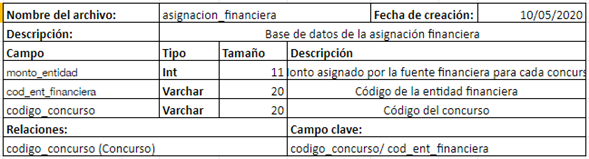 Nombre del archivo: asignacion_financiera Fecha de creación: 10/05/2020
Descripción: Base de datos de la asignación financiera
Campo Tipo Tamaño Descripción
monto_entidad Int 11 onto asignado por la fuente financiera para cada concurs
cod_ent_financiera Varchar 20 Código de la entidad financiera
codigo_concurso Varchar 20 Código del concurso
Relaciones: Campo clave:
codigo_concurso (Concurso) codigo_concurso/ cod_ent_financiera